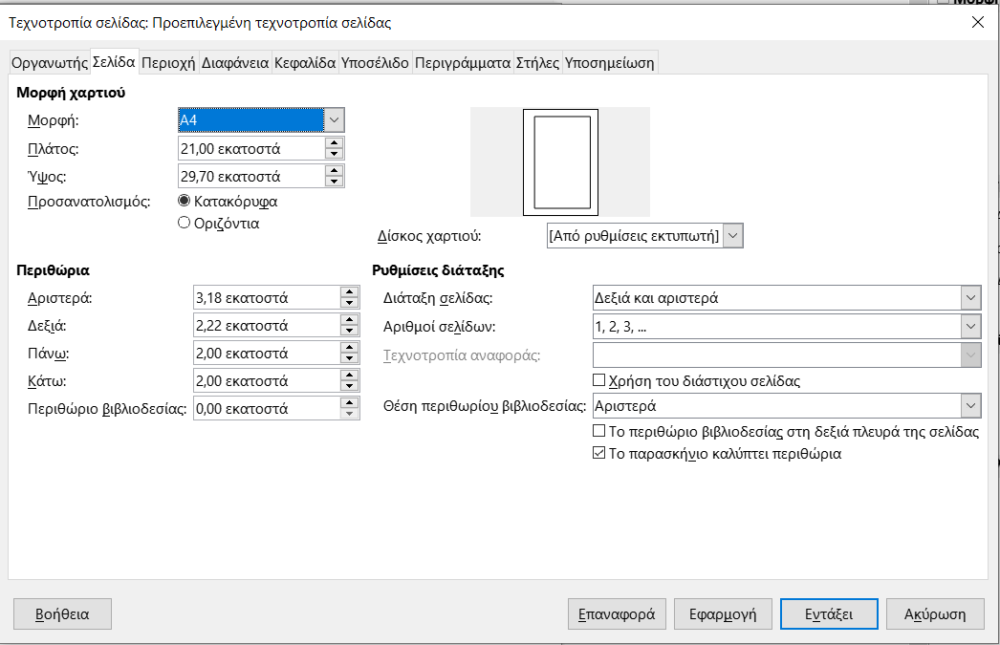 Τεχνοτροπία σελίδας: Προεπιλεγμένη τεχνοτροπία σελίδας
Οργανωτής Σελίδα Περιοχή Διαφάνεια Κεφαλίδα Υποσέλιδο Περιγράμματα Στήλες Υποσημείωση
Μορφή χαρτιού
Μορφή: A4
Πλάτος: 21,00 εκατοστά
Ύψος: 29,70 εκατοστά
Προσανατολισμός: Κατακόρυφα
Οριζόντια
Δίσκος χαρτιού: [Από ρυθμίσεις εκτυπωτή]
Περιθώρια
Αριστερά: 3,18 εκατοστά
Δεξιά: 2,22 εκατοστά
Πάνω: 2,00 εκατοστά
Κάτω: 2,00 εκατοστά
Περιθώριο βιβλιοδεσίας: 0,00 εκατοστά
Ρυθμίσεις διάταξης
Διάταξη σελίδας: Δεξιά και αριστερά
Αριθμοί σελίδων: 1, 2, 3, ...
Τεχνοτροπία αναφοράς:
Χρήση του διάστιχου σελίδας
Θέση περιθωρίου βιβλιοδεσίας: Αριστερά
Το περιθώριο βιβλιοδεσίας στη δεξιά πλευρά της σελίδας
Το παρασκήνιο καλύπτει περιθώρια
Βοήθεια Επαναφορά Εφαρμογή Εντάξει Ακύρωση